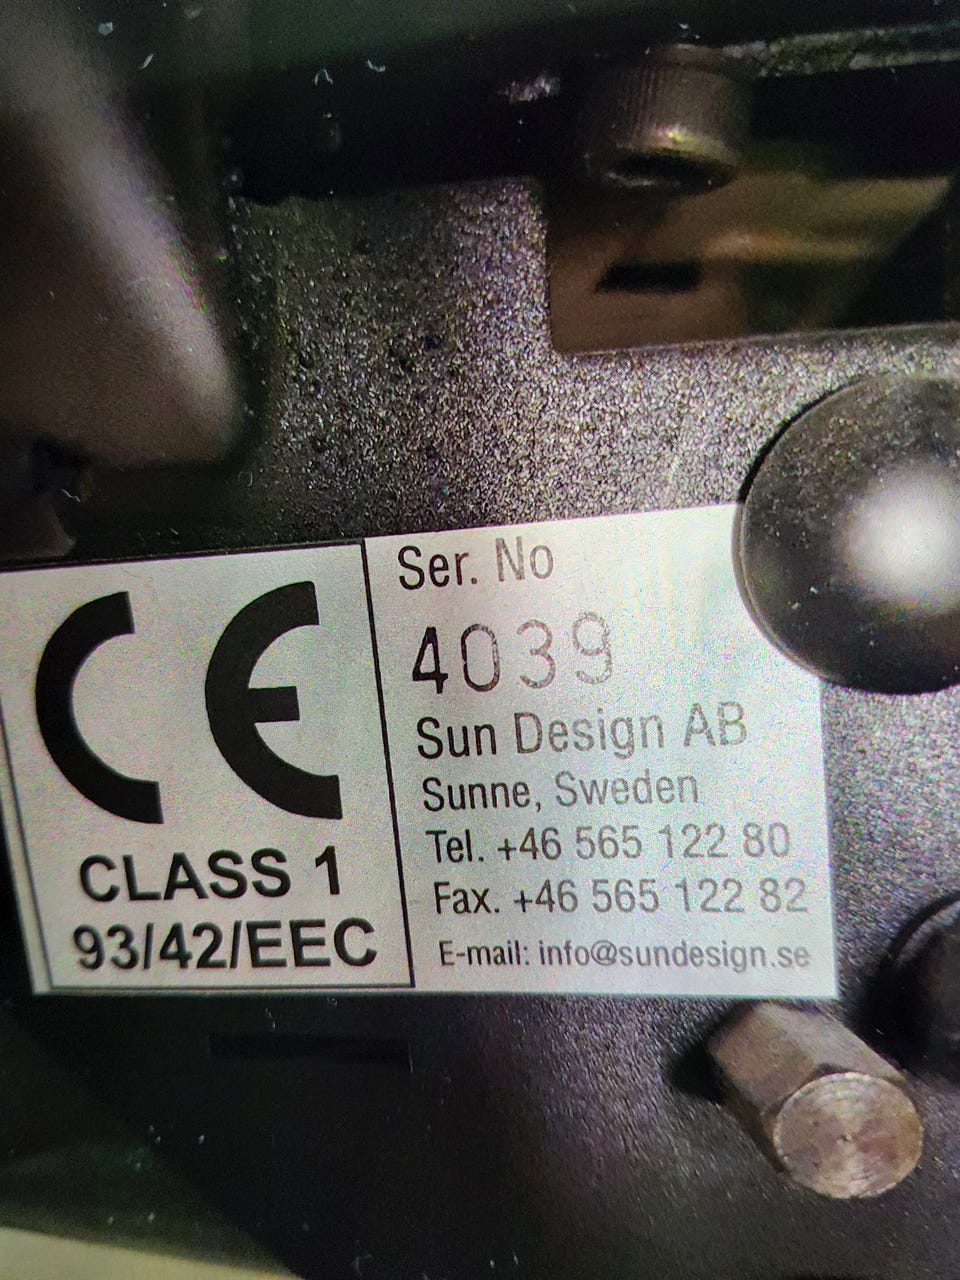 CE
CLASS 1
93/42/EEC
Ser. No
4039
Sun Design AB
Sunne, Sweden
Tel. +46 565 122 80
Fax. +46 565 122 82
E-mail: info@sundesign.se